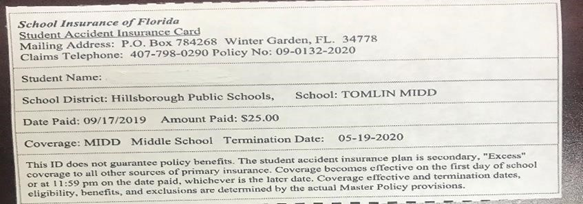 School Insurance of Florida
Student Accident Insurance Card
Mailing Address: P.O. Box 784268 Winter Garden, FL. 34778
Claims Telephone: 407-798-0290 Policy No: 09-0132-2020
Student Name:
School District: Hillsborough Public Schools, School: TOMLIN MIDD
Date Paid: 09/17/2019 Amount Paid: $25.00
Coverage: MIDD Middle School Termination Date: 05-19-2020
This ID does not guarantee policy benefits. The student accident insurance plan is secondary, "Excess"
coverage to all other sources of primary insurance. Coverage becomes effective on the first day of school
or at 11:59 pm on the date paid, whichever is the later date. Coverage effective and termination dates,
eligibility, benefits, and exclusions are determined by the actual Master Policy provisions.